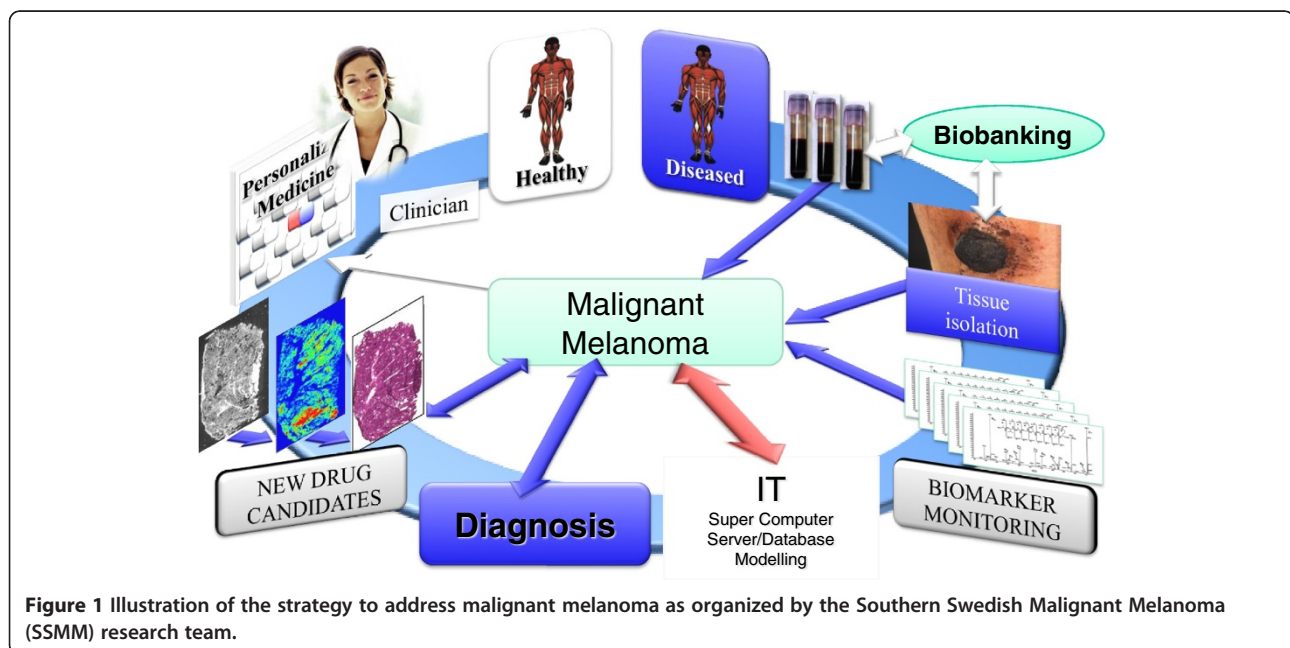 Personaliz
Medicine
Clinician
Healthy
Diseased
Biobanking
Tissue
isolation
Malignant
Melanoma
NEW DRUG
CANDIDATES
Diagnosis
IT
Super Computer
Server/Database
Modelling
BIOMARKER
MONITORING
Figure 1 Illustration of the strategy to address malignant melanoma as organized by the Southern Swedish Malignant Melanoma
(SSMM) research team.